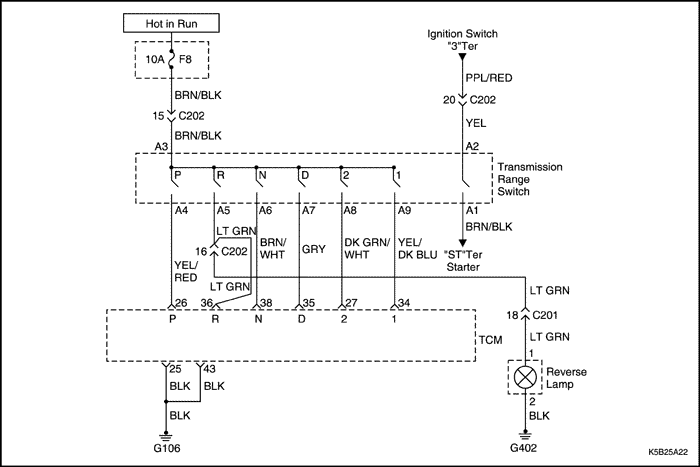 Hot in Run
Ignition Switch
"3"Ter
10A F8
PPL/RED
BRN/BLK
20 C202
15 C202
YEL
BRN/BLK
A3 A2
P R N D 2 1
Transmission
Range
Switch
A4 A5 A6 A7 A8 A9 A1
LT GRN
BRN/BLK
16 C202
BRN/
WHT
GRY
DK GRN/
WHT
YEL/
DK BLU
"ST"Ter
Starter
YEL/
RED
LT GRN
LT GRN
26 36 38 35 27 34
18 C201
P R N D 2 1
TCM
LT GRN
1
25 43
Reverse
Lamp
BLK BLK
2
BLK
BLK
G106
G402
K5B25A22